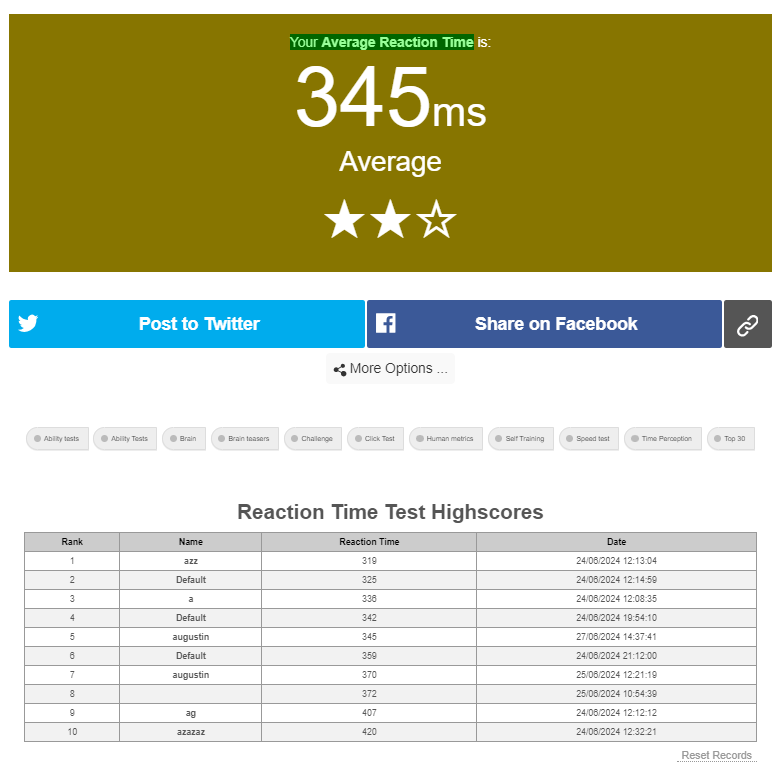 Your Average Reaction Time is:
345ms
Average
Post to Twitter
Share on Facebook
More Options ...
Ability tests Ability Tests Brain Brain teasers Challenge Click Test Human metrics Self Training Speed test Time Perception Top 30
Reaction Time Test Highscores
Rank Name Reaction Time Date
1 azz 319 24/06/2024 12:13:04
2 Default 325 24/06/2024 12:14:59
3 a 336 24/06/2024 12:08:35
4 Default 342 24/06/2024 19:54:10
5 augustin 345 27/06/2024 14:37:41
6 Default 359 24/06/2024 21:12:00
7 augustin 370 25/06/2024 12:21:19
8 372 25/06/2024 10:54:39
9 ag 407 24/06/2024 12:12:12
10 azazaz 420 24/06/2024 12:32:21
Reset Records